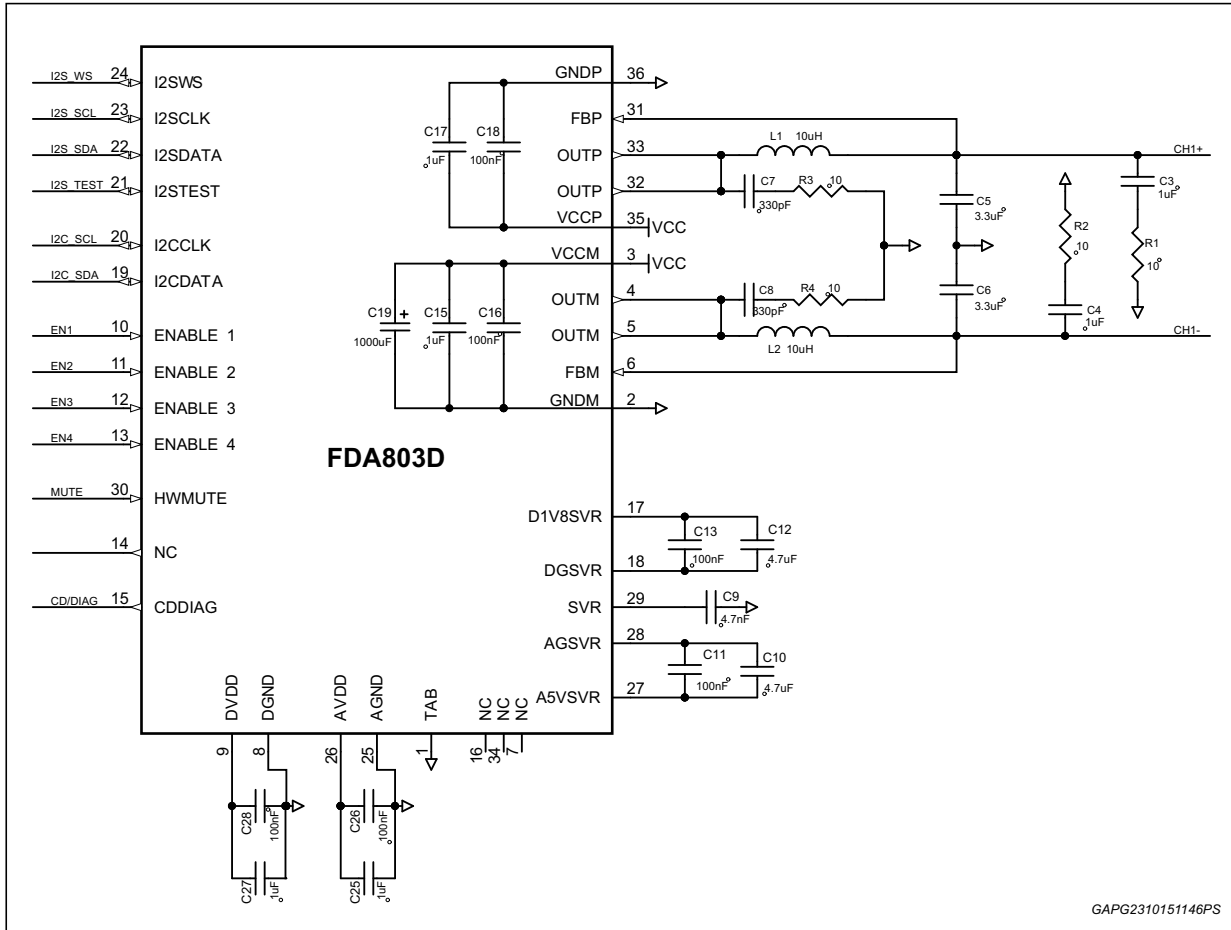 I2S_WS 24 I2SWS
I2S_SCL 23 I2SCLK
I2S_SDA 22 I2SDATA
I2S_TEST 21 I2STEST
I2C_SCL 20 I2CCLK
I2C_SDA 19 I2CDATA
EN1 10 ENABLE 1
EN2 11 ENABLE 2
EN3 12 ENABLE 3
EN4 13 ENABLE 4
MUTE 30 HWMUTE
14 NC
CD/DIAG 15 CDDIAG
FDA803D
GNDP 36
FBP 31
OUTP 33
OUTP 32
VCCP 35 VCC
VCCM 3 VCC
OUTM 4
OUTM 5
FBM 6
GNDM 2
C17 1uF
C18 100nF
C19 + 1000uF
C15 1uF
C16 100nF
L1 10uH
C7 330pF
R3 10
C8 330pF
R4 10
L2 10uH
C5 3.3uF
C6 3.3uF
R2 10
C4 1uF
C3 1uF
R1 10
CH1+
CH1-
D1V8SVR 17
DGSVR 18
SVR 29
AGSVR 28
A5VSVR 27
C13 100nF
C12 4.7uF
C9 4.7nF
C11 100nF
C10 4.7uF
DVDD 9
DGND 8
AVDD 26
AGND 25
TAB 1
NC 16
NC 34
NC 7
C28 100nF
C27 1uF
C26 100nF
C25 1uF
GAPG2310151146PS